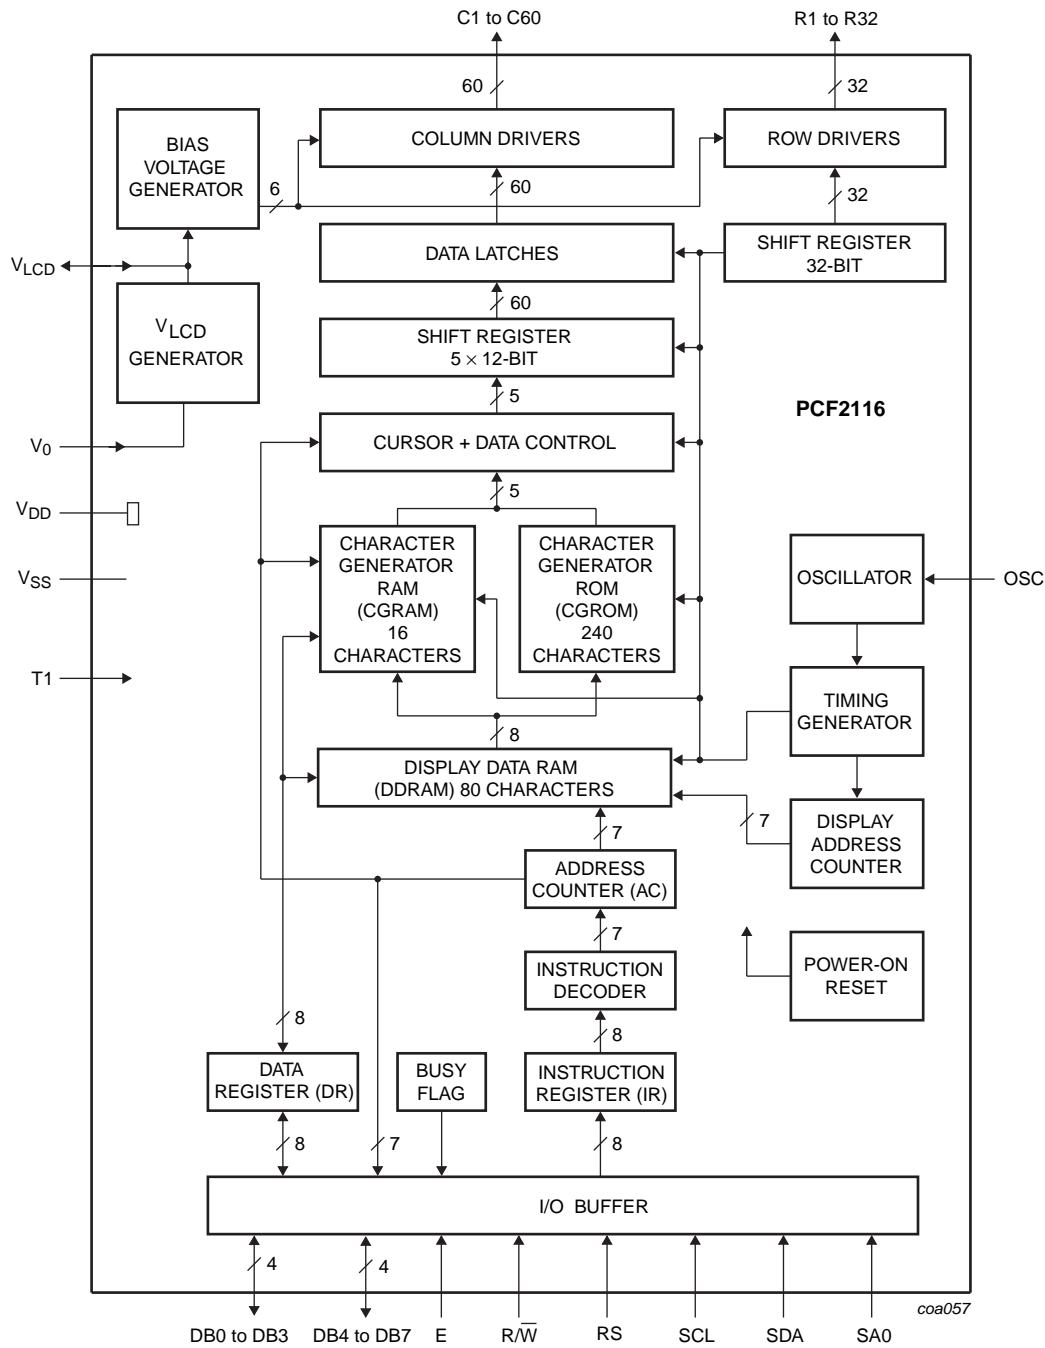 C1 to C60
R1 to R32
60
32
BIAS
VOLTAGE
GENERATOR
COLUMN DRIVERS
ROW DRIVERS
6
60
32
VLCD
DATA LATCHES
SHIFT REGISTER
32-BIT
60
VLCD
GENERATOR
SHIFT REGISTER
5 × 12-BIT
5
PCF2116
V0
CURSOR + DATA CONTROL
5
VDD
CHARACTER
GENERATOR
RAM
(CGRAM)
16
CHARACTERS
CHARACTER
GENERATOR
ROM
(CGROM)
240
CHARACTERS
VSS
OSCILLATOR
OSC
T1
TIMING
GENERATOR
8
DISPLAY DATA RAM
(DDRAM) 80 CHARACTERS
7
7
DISPLAY
ADDRESS
COUNTER
ADDRESS
COUNTER (AC)
7
INSTRUCTION
DECODER
POWER-ON
RESET
8
8
DATA
REGISTER (DR)
BUSY
FLAG
INSTRUCTION
REGISTER (IR)
8
7
8
I/O BUFFER
4
4
coa057
DB0 to DB3
DB4 to DB7
E
R/W̅
RS
SCL
SDA
SA0